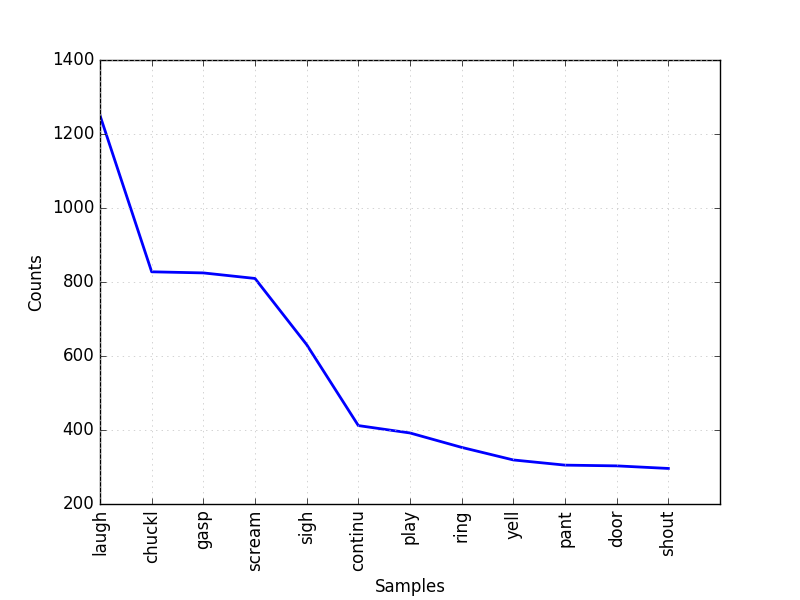 1400
1200
1000
800
600
400
200
Counts
laugh
chuckl
gasp
scream
sigh
continu
play
ring
yell
pant
door
shout
Samples